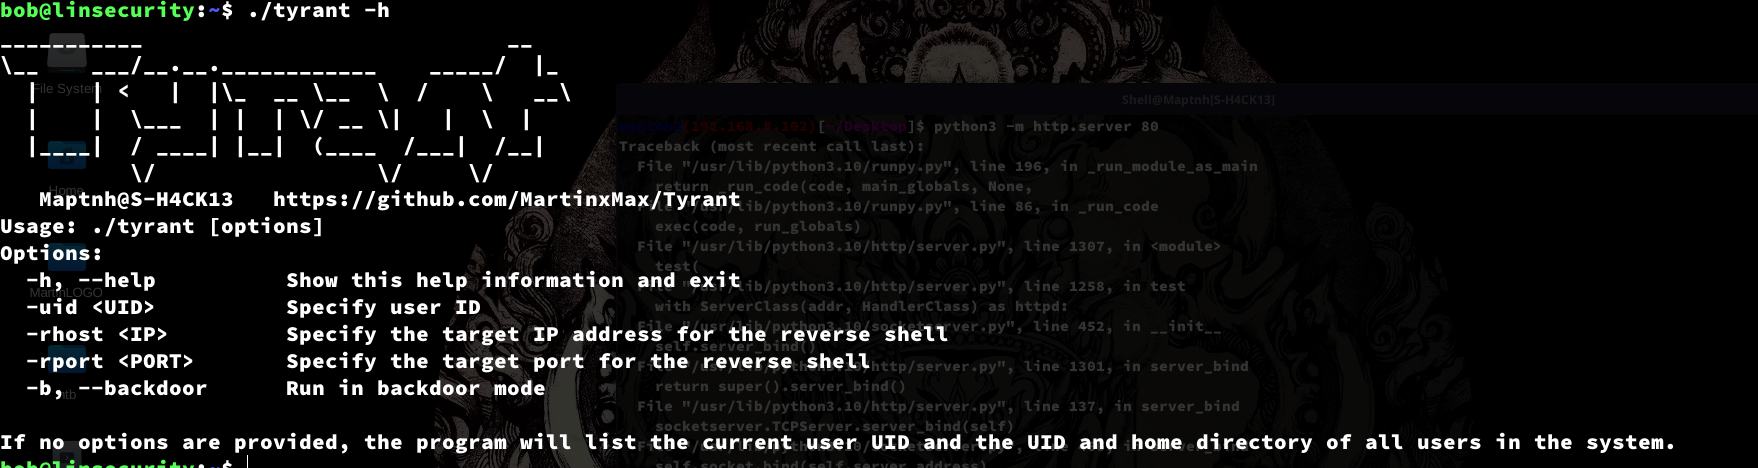 bob@linsecurity:~$ ./tyrant -h
Maptnh@S-H4CK13   https://github.com/MartinxMax/Tyrant
Usage: ./tyrant [options]
Options:
  -h, --help          Show this help information and exit
  -uid <UID>          Specify user ID
  -rhost <IP>         Specify the target IP address for the reverse shell
  -rport <PORT>       Specify the target port for the reverse shell
  -b, --backdoor      Run in backdoor mode
If no options are provided, the program will list the current user UID and the UID and home directory of all users in the system.
bob@linsecurity:~$
File System
Home
MartinLOGO
Shell@Maptnh[S-H4CK13]
[~/Desktop]$ python3 -m http.server 80
Traceback (most recent call last):
File "/usr/lib/python3.10/runpy.py", line 196, in _run_module_as_main
return _run_code(code, main_globals, None,
File "/usr/lib/python3.10/runpy.py", line 86, in _run_code
exec(code, run_globals)
File "/usr/lib/python3.10/http/server.py", line 1307, in <module>
test(
File "/usr/lib/python3.10/http/server.py", line 1258, in test
with ServerClass(addr, HandlerClass) as httpd:
File "/usr/lib/python3.10/socketserver.py", line 452, in __init__
self.server_bind()
File "/usr/lib/python3.10/http/server.py", line 1301, in server_bind
return super().server_bind()
File "/usr/lib/python3.10/http/server.py", line 137, in server_bind
socketserver.TCPServer.server_bind(self)
self.socket.bind(self.server_address)